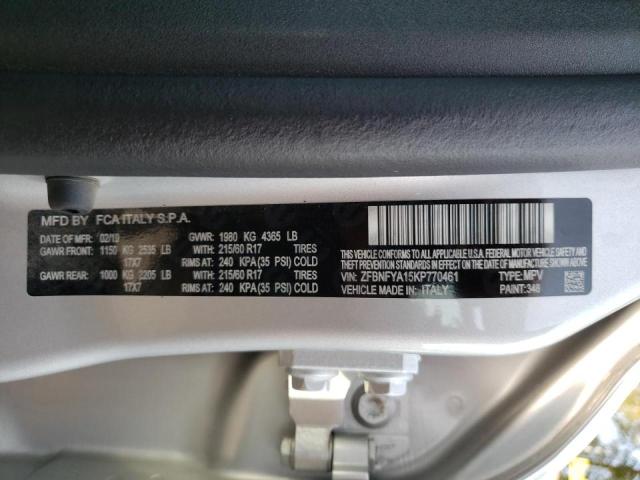 MFD BY FCA ITALY S.P.A.
DATE OF MFD: 02/19 GVWR: 1980 KG 4365 LB
GAWR FRONT: 1150 KG 2535 LB WITH: 215/60 R17 TIRES
17X7 RIMS AT: 240 KPA(35 PSI) COLD
GAWR REAR: 1000 KG 2205 LB WITH: 215/60 R17 TIRES
17X7 RIMS AT: 240 KPA(35 PSI) COLD
THIS VEHICLE CONFORMS TO ALL APPLICABLE U.S.A. FEDERAL MOTOR VEHICLE
SAFETY, BUMPER AND THEFT PREVENTION STANDARDS IN EFFECT ON THE DATE OF MANUFACTURE SHOWN ABOVE
VIN: ZFBNFYA15KP770461 TYPE: MPV
VEHICLE MADE IN: ITALY PAINT: 348